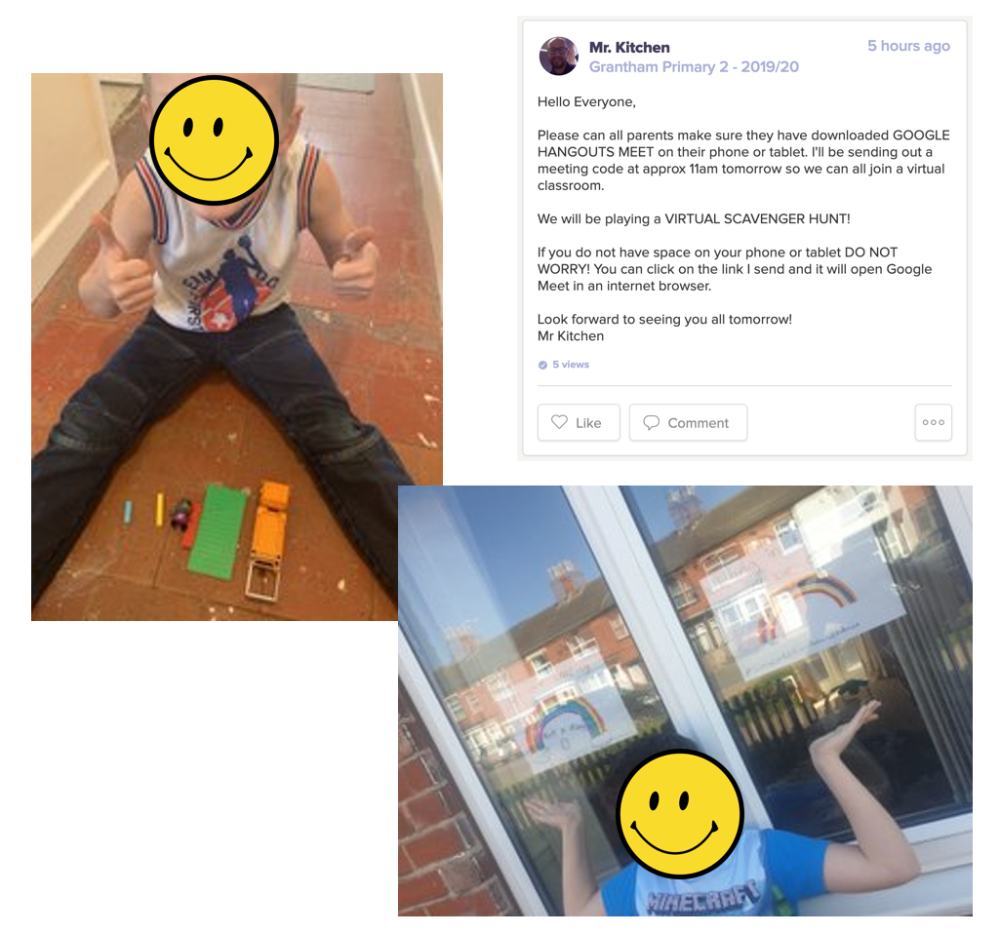 Mr. Kitchen
5 hours ago
Grantham Primary 2 - 2019/20
Hello Everyone,
Please can all parents make sure they have downloaded GOOGLE
HANGOUTS MEET on their phone or tablet. I'll be sending out a
meeting code at approx 11am tomorrow so we can all join a virtual
classroom.
We will be playing a VIRTUAL SCAVENGER HUNT!
If you do not have space on your phone or tablet DO NOT
WORRY! You can click on the link I send and it will open Google
Meet in an internet browser.
Look forward to seeing you all tomorrow!
Mr Kitchen
5 views
Like
Comment
MINECRAFT